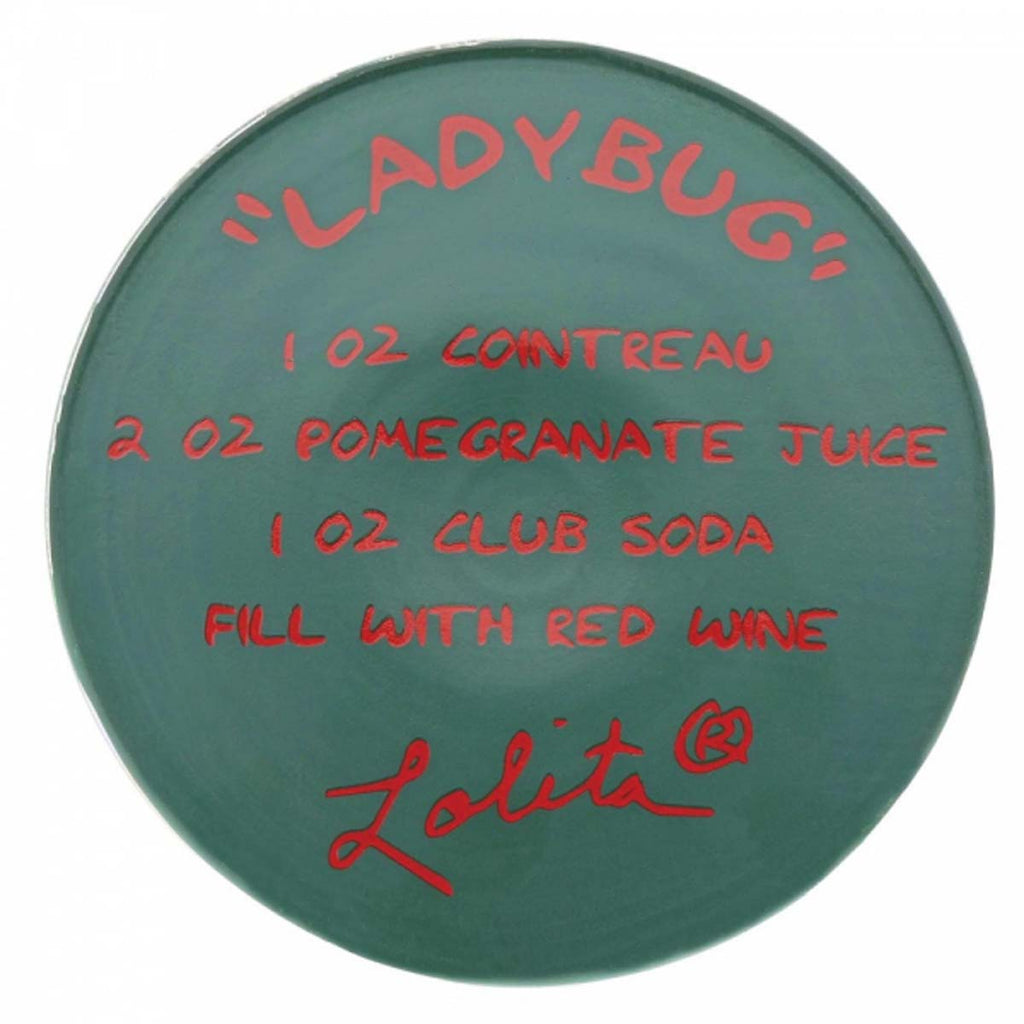 "LADYBUG"
1 OZ COINTREAU
2 OZ POMEGRANATE JUICE
1 OZ CLUB SODA
FILL WITH RED WINE
Lolita®